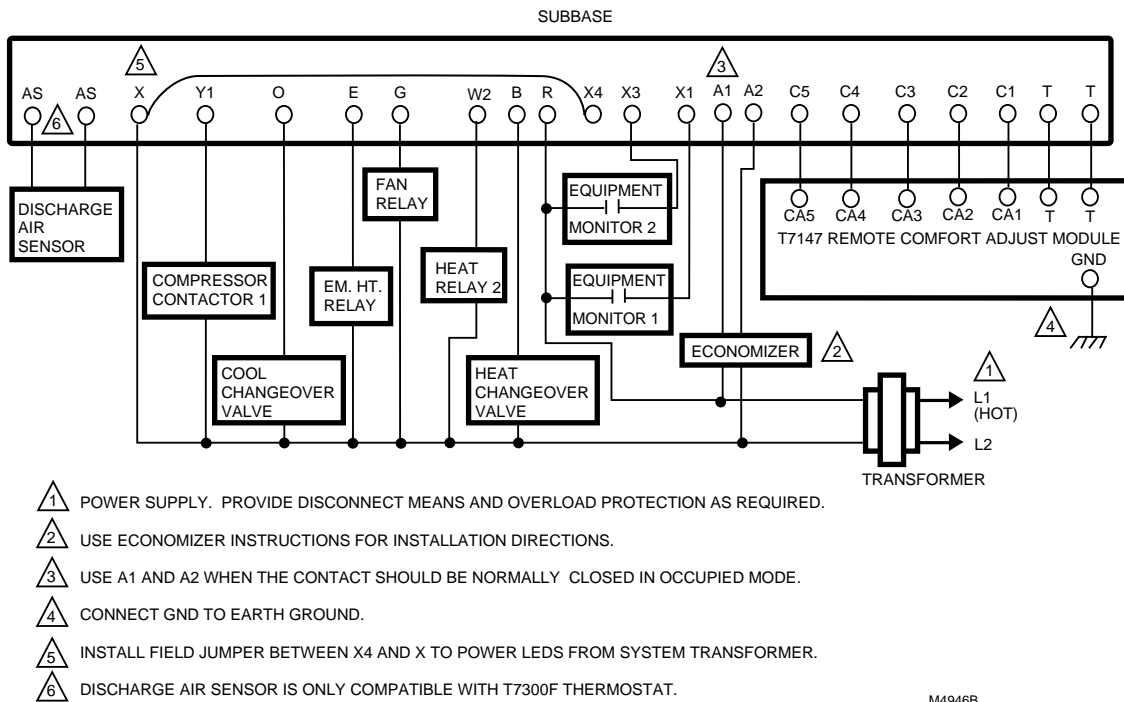 SUBBASE
5
3
AS AS X Y1 O E G W2 B R X4 X3 X1 A1 A2 C5 C4 C3 C2 C1 T T
6
DISCHARGE
AIR
SENSOR
COMPRESSOR
CONTACTOR 1
COOL
CHANGEOVER
VALVE
EM. HT.
RELAY
FAN
RELAY
HEAT
RELAY 2
HEAT
CHANGEOVER
VALVE
EQUIPMENT
MONITOR 2
EQUIPMENT
MONITOR 1
ECONOMIZER
2
CA5 CA4 CA3 CA2 CA1 T T
T7147 REMOTE COMFORT ADJUST MODULE
GND
4
1
L1
(HOT)
L2
TRANSFORMER
1 POWER SUPPLY. PROVIDE DISCONNECT MEANS AND OVERLOAD PROTECTION AS REQUIRED.
2 USE ECONOMIZER INSTRUCTIONS FOR INSTALLATION DIRECTIONS.
3 USE A1 AND A2 WHEN THE CONTACT SHOULD BE NORMALLY CLOSED IN OCCUPIED MODE.
4 CONNECT GND TO EARTH GROUND.
5 INSTALL FIELD JUMPER BETWEEN X4 AND X TO POWER LEDS FROM SYSTEM TRANSFORMER.
6 DISCHARGE AIR SENSOR IS ONLY COMPATIBLE WITH T7300F THERMOSTAT.
M4946B